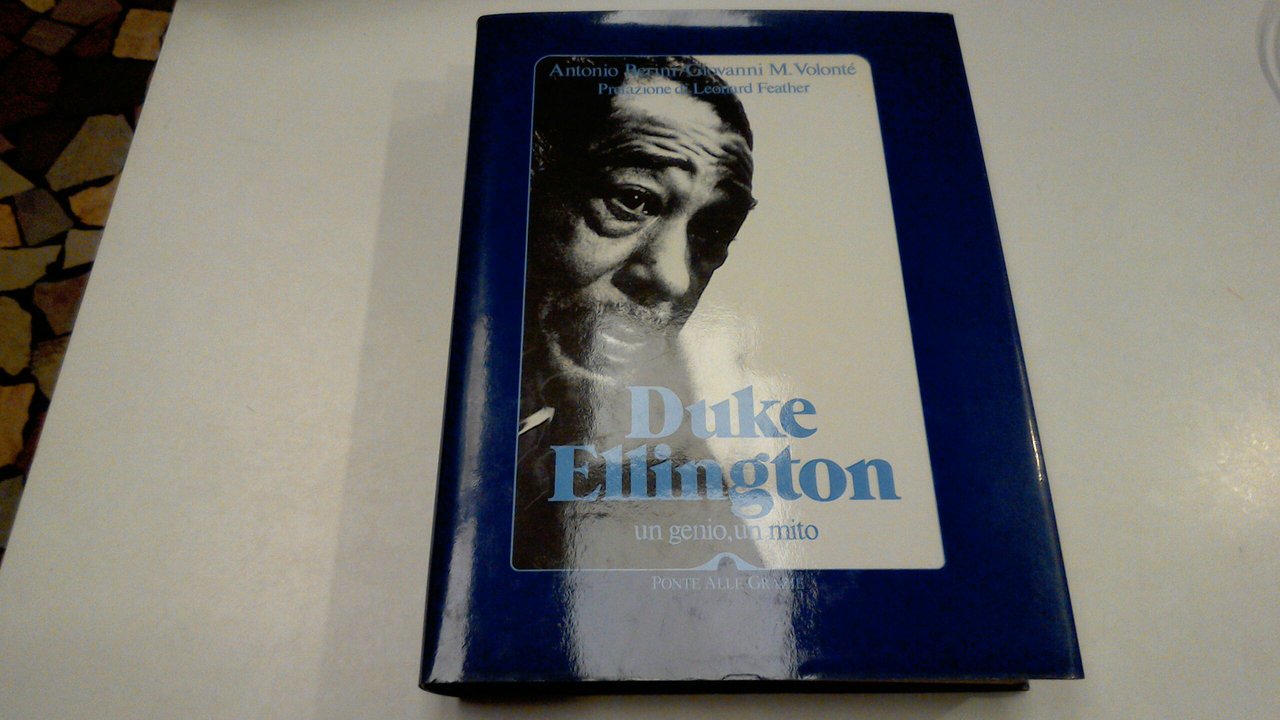 Antonio Berini/Giovanni M. Volonté
Prefazione di Leonard Feather
Duke
Ellington
un genio, un mito
PONTE ALLE GRAZIE